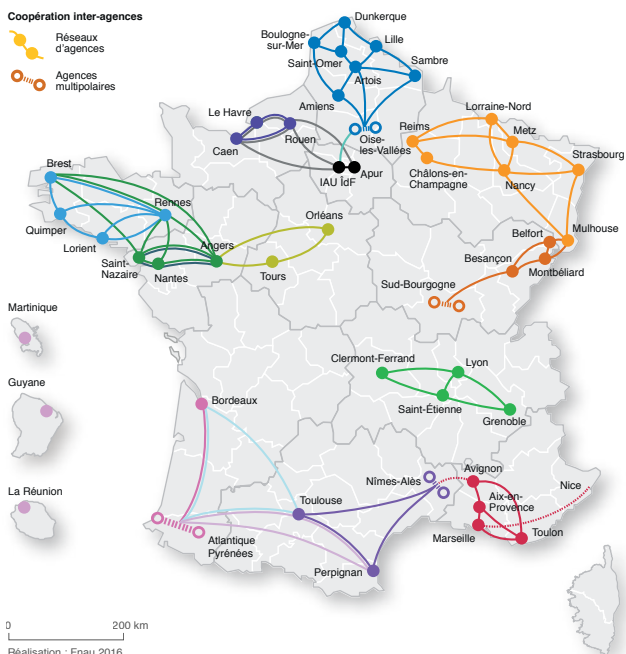 Coopération inter-agences
Réseaux
d'agences
Agences
multipolaires
Dunkerque
Boulogne-
sur-Mer
Lille
Saint-Omer
Sambre
Artois
Amiens
Le Havre
Rouen
Caen
Oise-
les-Vallées
IAU ÎdF
Apur
Lorraine-Nord
Reims
Metz
Strasbourg
Châlons-en-
Champagne
Nancy
Brest
Rennes
Quimper
Lorient
Saint-
Nazaire
Nantes
Angers
Orléans
Tours
Belfort
Mulhouse
Besançon
Montbéliard
Sud-Bourgogne
Martinique
Guyane
La Réunion
Clermont-Ferrand
Lyon
Saint-Étienne
Grenoble
Bordeaux
Toulouse
Nîmes-Alès
Avignon
Nice
Aix-en-
Provence
Marseille
Toulon
Atlantique
Pyrénées
Perpignan
0 200 km
Réalisation : Fnau 2016